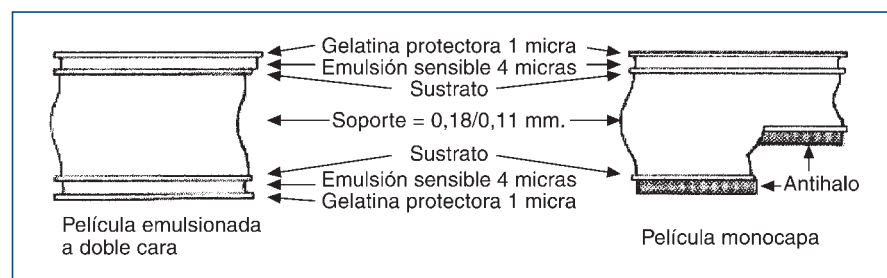 Gelatina protectora 1 micra
Emulsión sensible 4 micras
Sustrato
Soporte = 0,18/0,11 mm.
Sustrato
Emulsión sensible 4 micras
Gelatina protectora 1 micra
Antihalo
Película emulsionada
a doble cara
Película monocapa